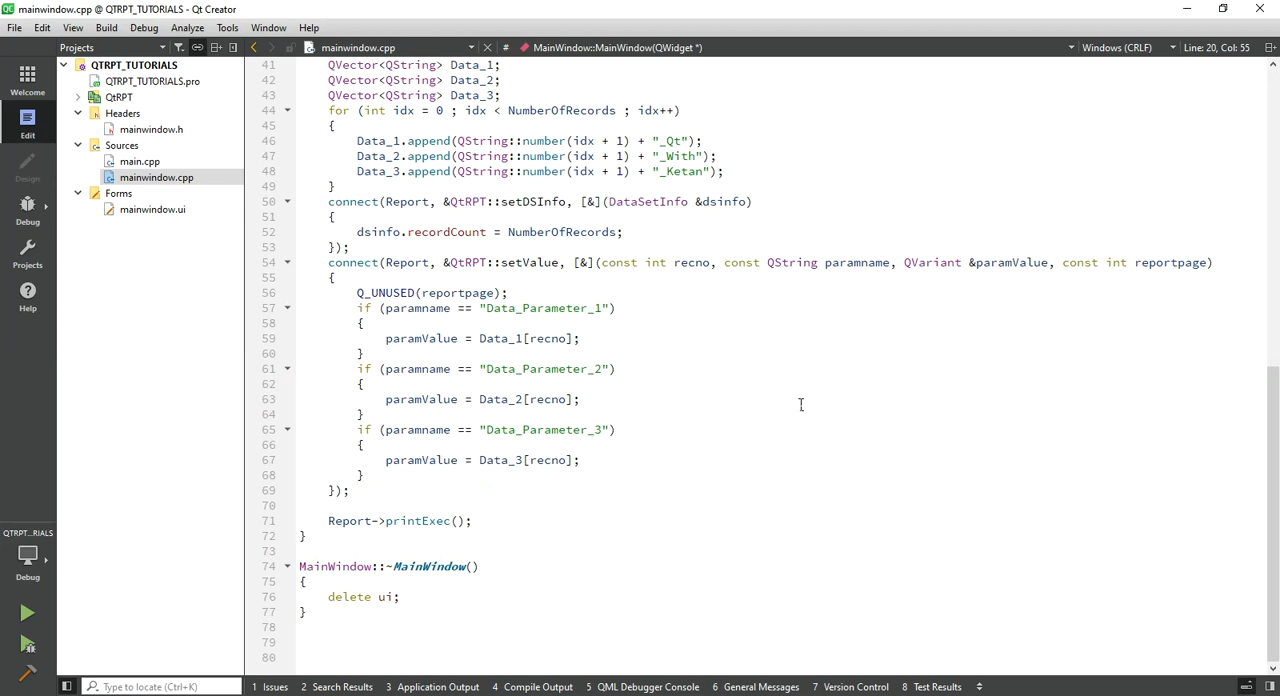 mainwindow.cpp @ QTRPT_TUTORIALS - Qt Creator
File Edit View Build Debug Analyze Tools Window Help
Projects mainwindow.cpp # MainWindow::MainWindow(QWidget *) Windows (CRLF) Line: 20, Col: 55
Welcome
Edit
Design
Debug
Projects
Help
QTRPT...RIALS
Debug
QTRPT_TUTORIALS
QTRPT_TUTORIALS.pro
QtRPT
Headers
mainwindow.h
Sources
main.cpp
mainwindow.cpp
Forms
mainwindow.ui
41 QVector<QString> Data_1;
42 QVector<QString> Data_2;
43 QVector<QString> Data_3;
44 for (int idx = 0 ; idx < NumberOfRecords ; idx++)
45 {
46 Data_1.append(QString::number(idx + 1) + "_Qt");
47 Data_2.append(QString::number(idx + 1) + "_With");
48 Data_3.append(QString::number(idx + 1) + "_Ketan");
49 }
50 connect(Report, &QtRPT::setDSInfo, [&](DataSetInfo &dsinfo)
51 {
52 dsinfo.recordCount = NumberOfRecords;
53 });
54 connect(Report, &QtRPT::setValue, [&](const int recno, const QString paramname, QVariant &paramValue, const int reportpage)
55 {
56 Q_UNUSED(reportpage);
57 if (paramname == "Data_Parameter_1")
58 {
59 paramValue = Data_1[recno];
60 }
61 if (paramname == "Data_Parameter_2")
62 {
63 paramValue = Data_2[recno];
64 }
65 if (paramname == "Data_Parameter_3")
66 {
67 paramValue = Data_3[recno];
68 }
69 });
70
71 Report->printExec();
72 }
73
74 MainWindow::~MainWindow()
75 {
76 delete ui;
77 }
78
79
80
Type to locate (Ctrl+K) 1 Issues 2 Search Results 3 Application Output 4 Compile Output 5 QML Debugger Console 6 General Messages 7 Version Control 8 Test Results